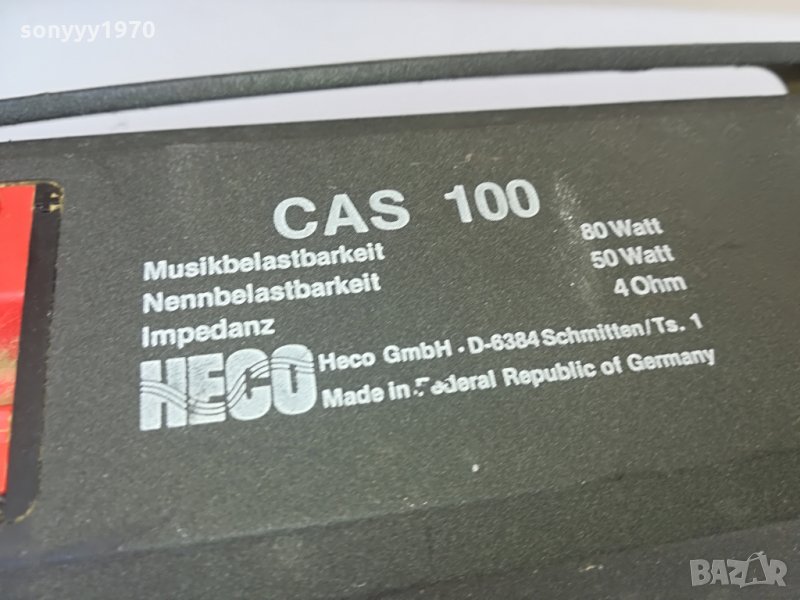 sonyyy1970
CAS 100
Musikbelastbarkeit 80 Watt
Nennbelastbarkeit 50 Watt
Impedanz 4 Ohm
HECO Heco GmbH · D-6384 Schmitten/Ts. 1
Made in Federal Republic of Germany
BAZAR